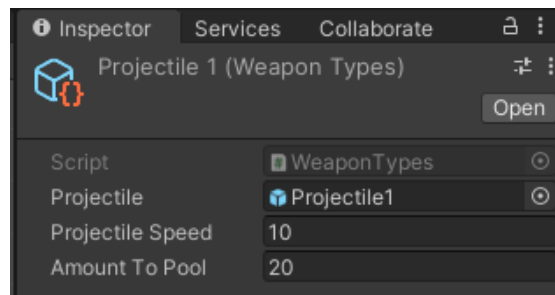 Inspector Services Collaborate
Projectile 1 (Weapon Types)
Open
Script WeaponTypes
Projectile Projectile1
Projectile Speed 10
Amount To Pool 20